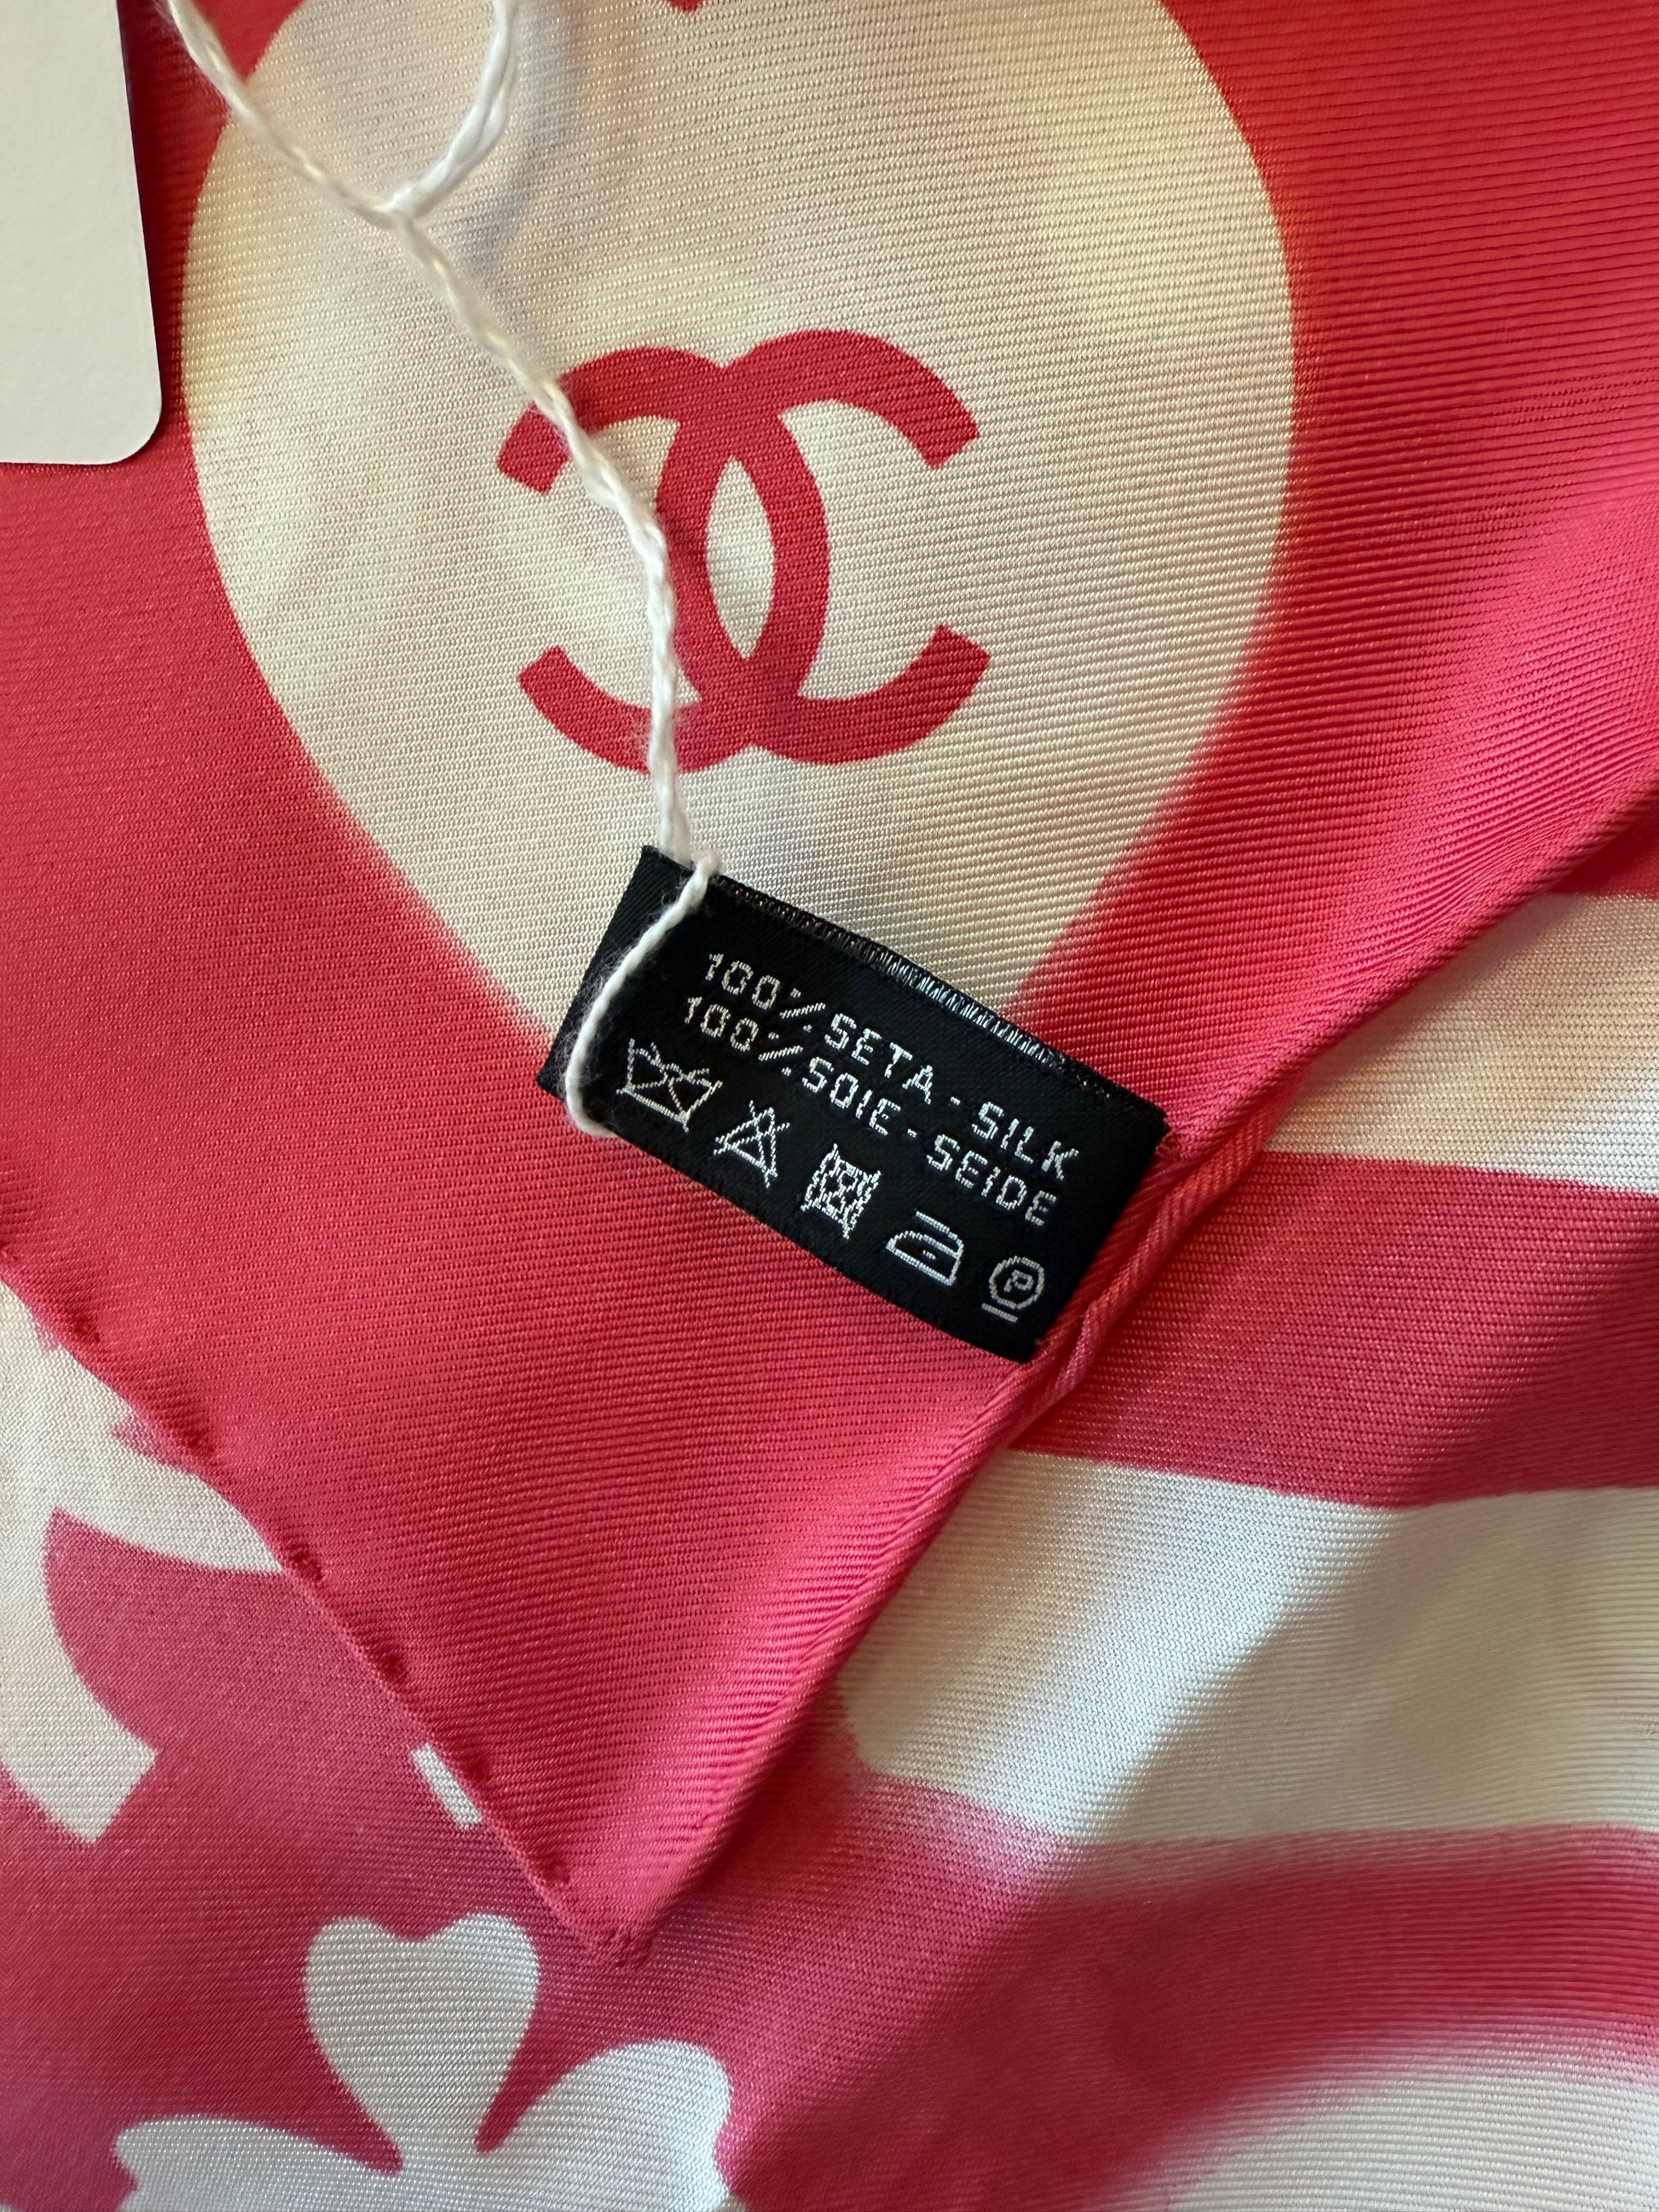 100% SETA - SILK
100% SOIE - SEIDE
P